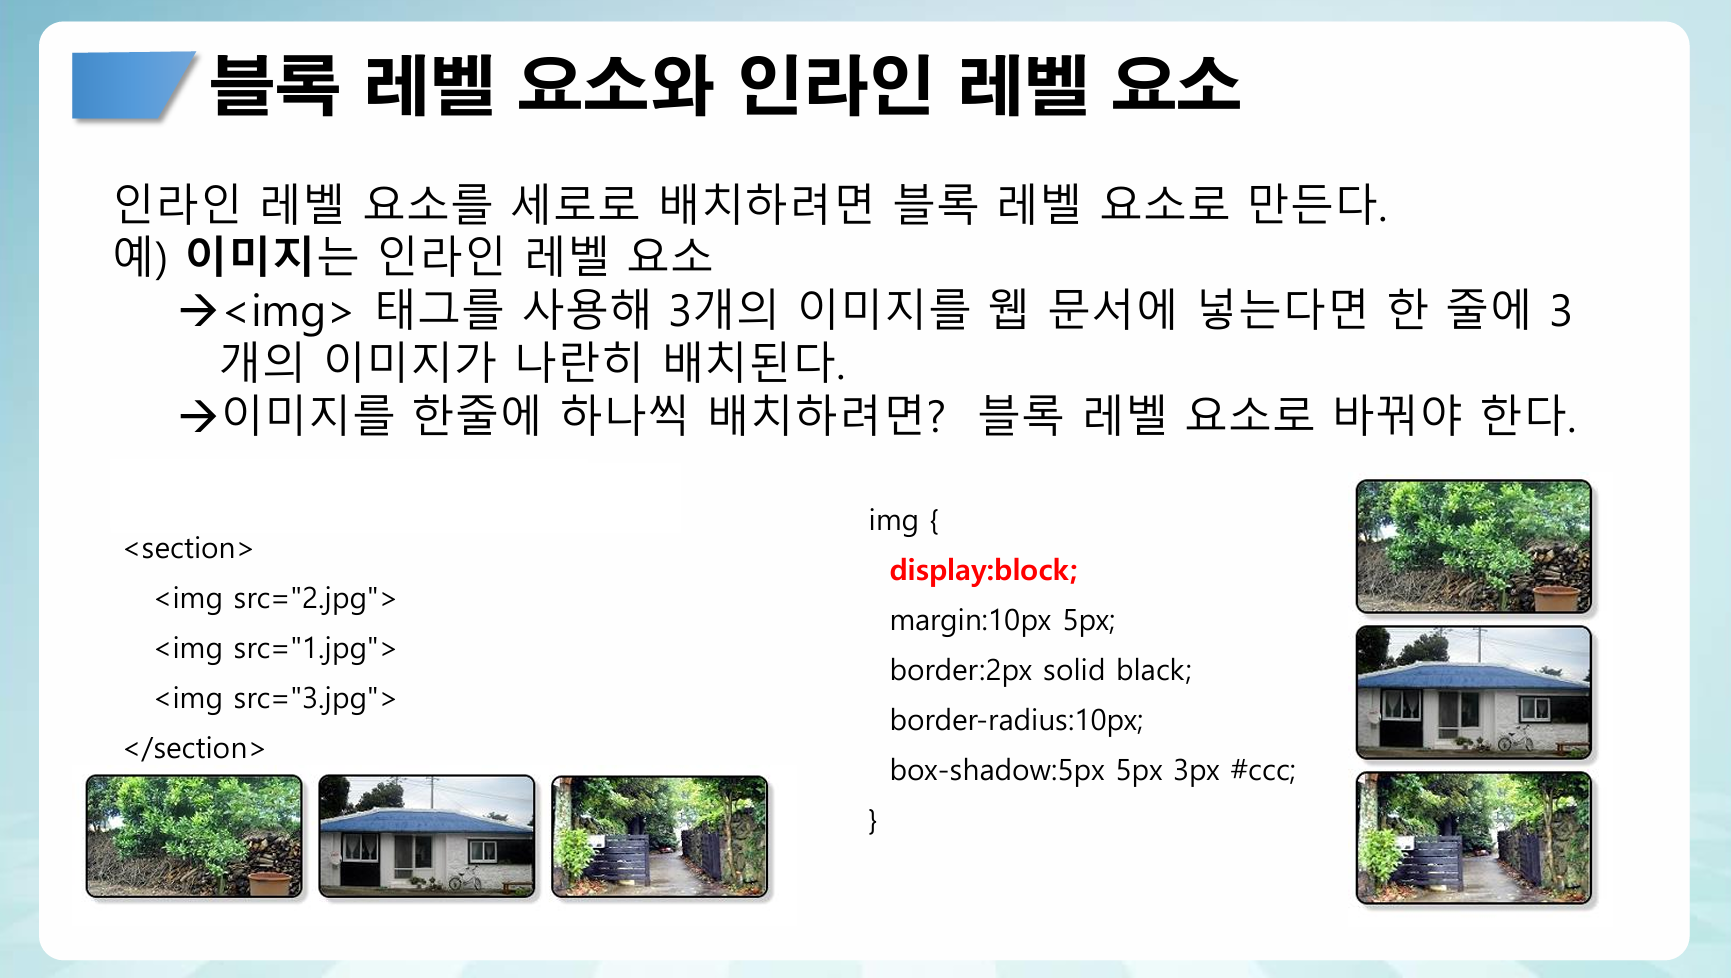 블록 레벨 요소와 인라인 레벨 요소
인라인 레벨 요소를 세로로 배치하려면 블록 레벨 요소로 만든다.
예) 이미지는 인라인 레벨 요소
→<img> 태그를 사용해 3개의 이미지를 웹 문서에 넣는다면 한 줄에 3
개의 이미지가 나란히 배치된다.
→이미지를 한줄에 하나씩 배치하려면? 블록 레벨 요소로 바꿔야 한다.
<section>
<img src="2.jpg">
<img src="1.jpg">
<img src="3.jpg">
</section>
img {
display:block;
margin:10px 5px;
border:2px solid black;
border-radius:10px;
box-shadow:5px 5px 3px #ccc;
}